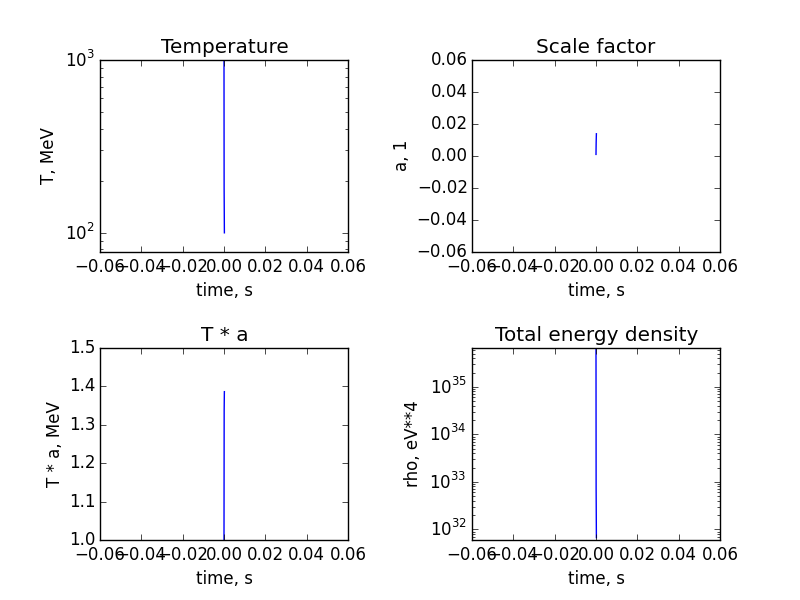 Temperature
10^3
10^2
T, MeV
−0.06 −0.04 −0.02 0.00 0.02 0.04 0.06
time, s
Scale factor
0.06
0.04
0.02
0.00
−0.02
−0.04
−0.06
a, 1
−0.06 −0.04 −0.02 0.00 0.02 0.04 0.06
time, s
T * a
1.5
1.4
1.3
1.2
1.1
1.0
T * a, MeV
−0.06 −0.04 −0.02 0.00 0.02 0.04 0.06
time, s
Total energy density
10^35
10^34
10^33
10^32
rho, eV**4
−0.06 −0.04 −0.02 0.00 0.02 0.04 0.06
time, s